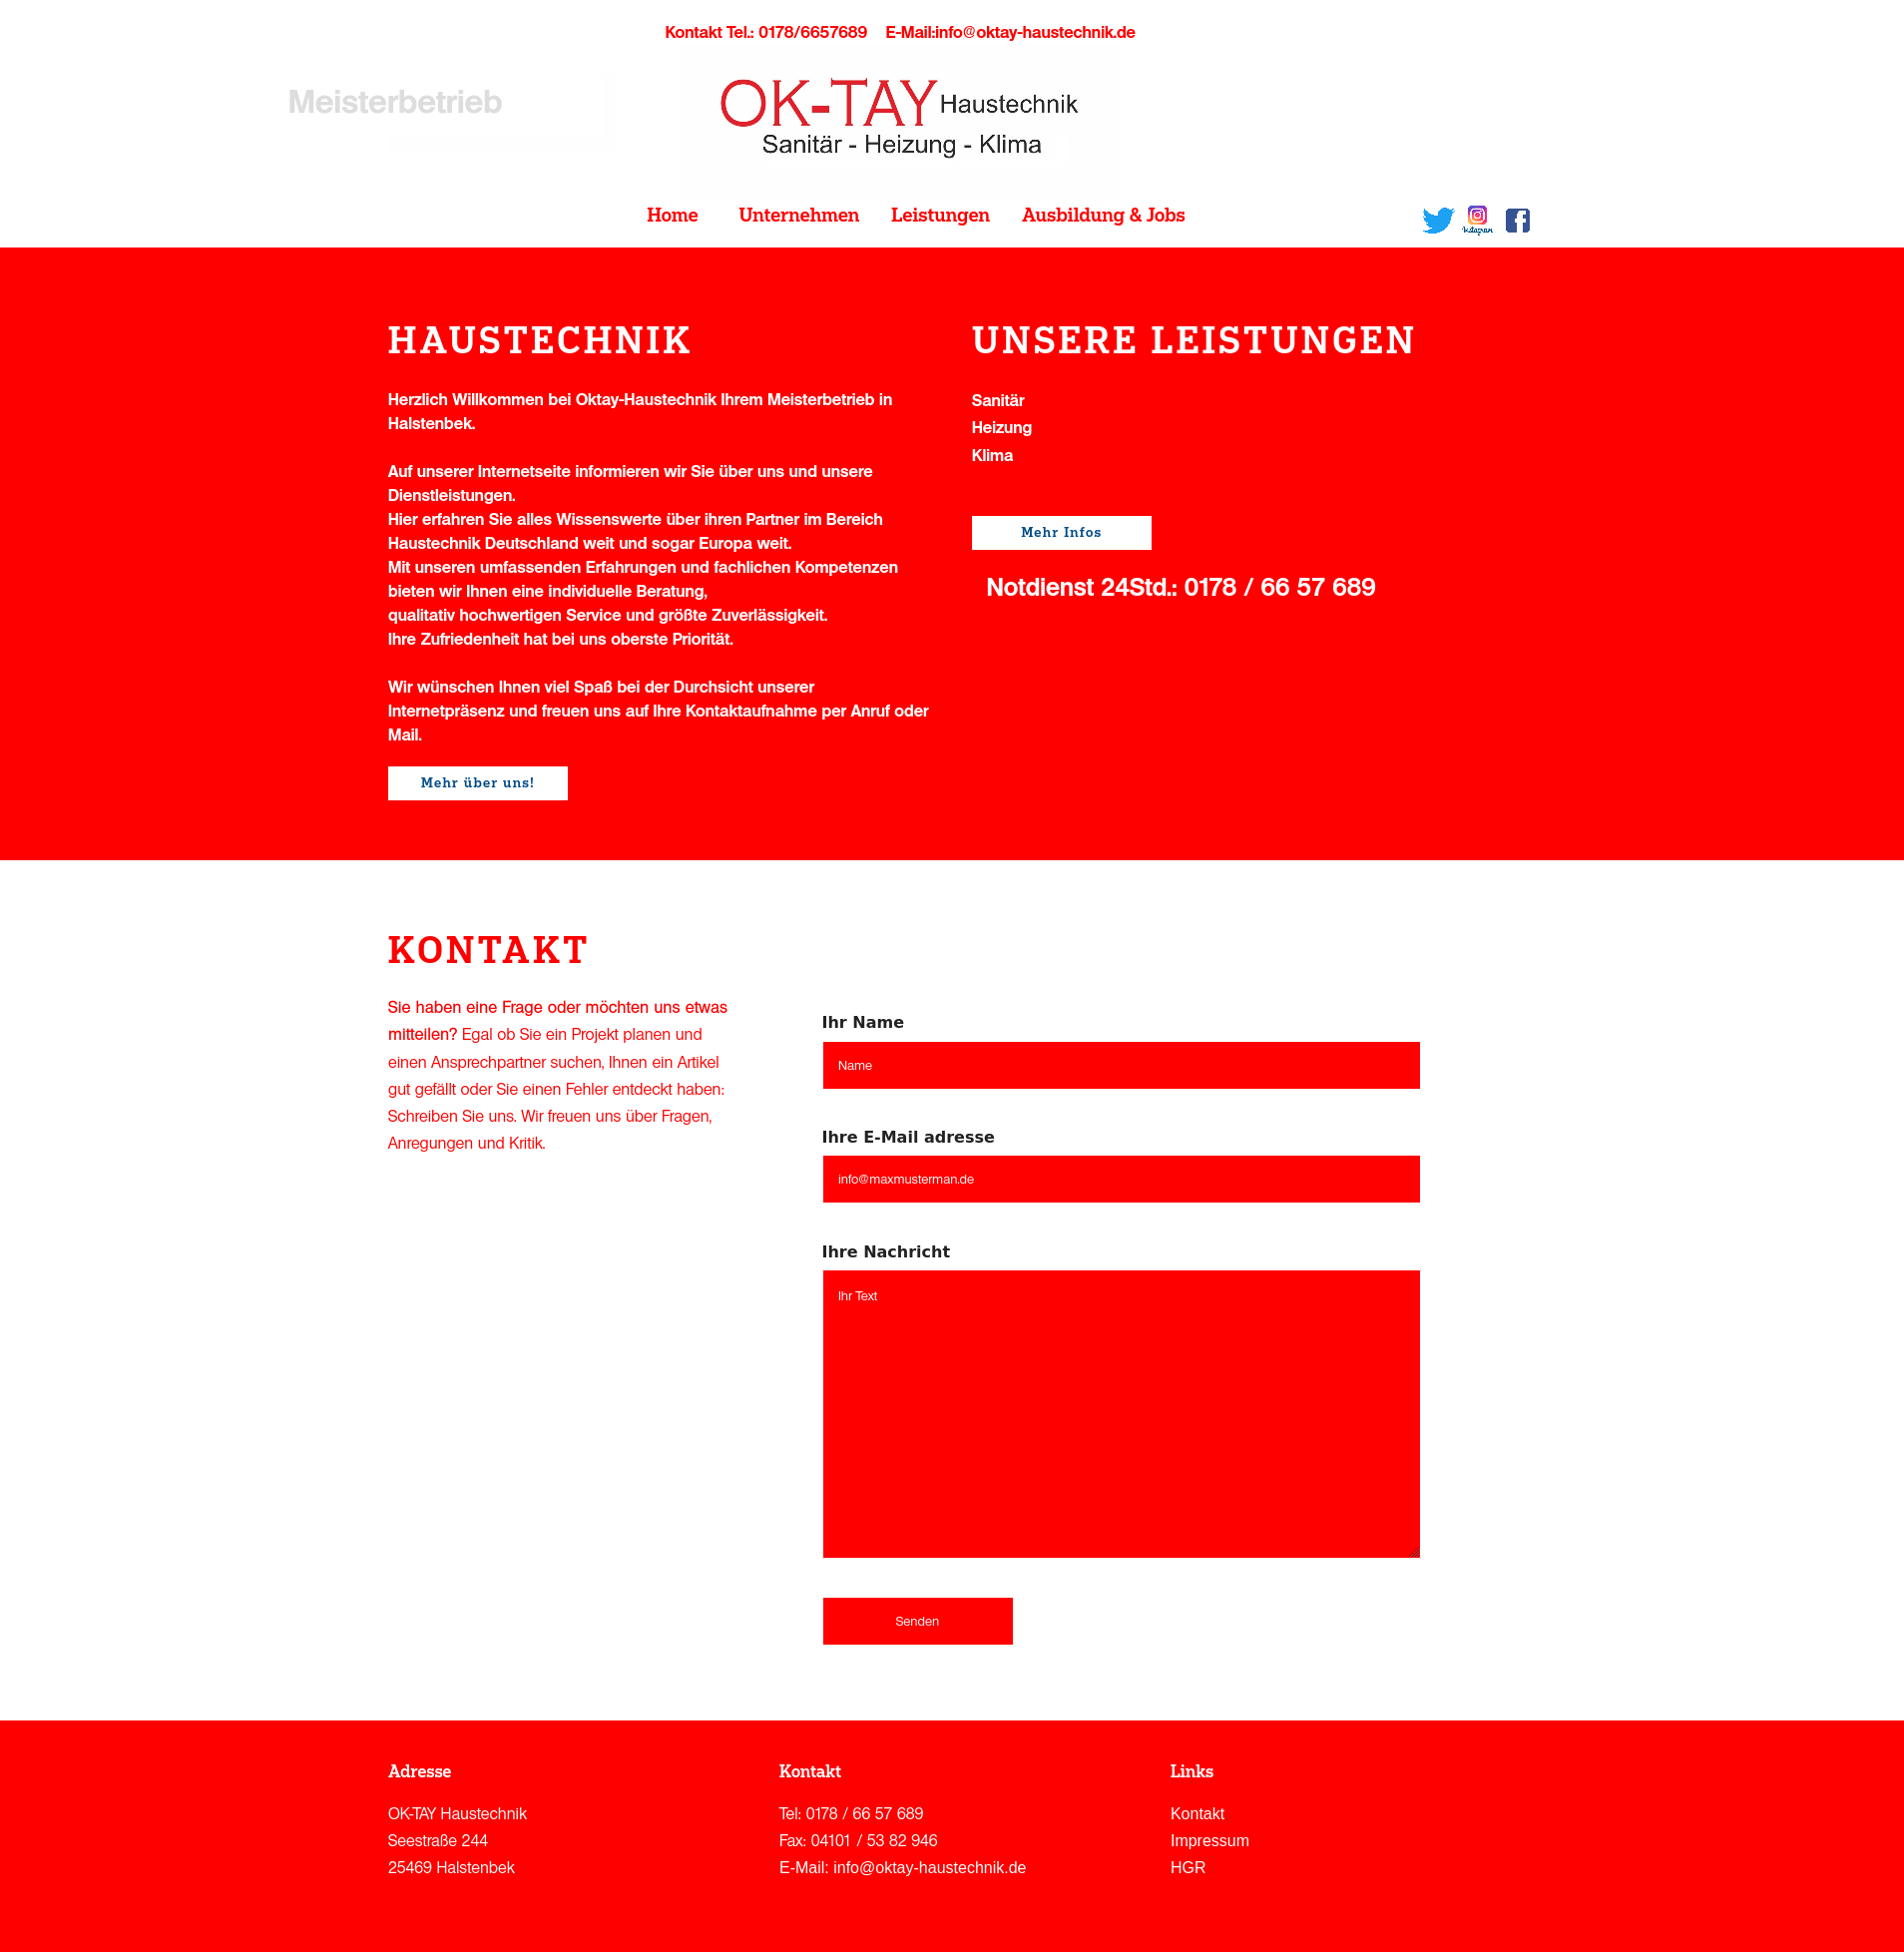 Kontakt Tel.: 0178/6657689 E-Mail:info@oktay-haustechnik.de
Meisterbetrieb
OK-TAY Haustechnik
Sanitär - Heizung - Klima
Home Unternehmen Leistungen Ausbildung & Jobs
Instagram
HAUSTECHNIK
Herzlich Willkommen bei Oktay-Haustechnik Ihrem Meisterbetrieb in
Halstenbek.
Auf unserer Internetseite informieren wir Sie über uns und unsere
Dienstleistungen.
Hier erfahren Sie alles Wissenswerte über ihren Partner im Bereich
Haustechnik Deutschland weit und sogar Europa weit.
Mit unseren umfassenden Erfahrungen und fachlichen Kompetenzen
bieten wir Ihnen eine individuelle Beratung,
qualitativ hochwertigen Service und größte Zuverlässigkeit.
Ihre Zufriedenheit hat bei uns oberste Priorität.
Wir wünschen Ihnen viel Spaß bei der Durchsicht unserer
Internetpräsenz und freuen uns auf Ihre Kontaktaufnahme per Anruf oder
Mail.
Mehr über uns!
UNSERE LEISTUNGEN
Sanitär
Heizung
Klima
Mehr Infos
Notdienst 24Std.: 0178 / 66 57 689
KONTAKT
Sie haben eine Frage oder möchten uns etwas
mitteilen? Egal ob Sie ein Projekt planen und
einen Ansprechpartner suchen, Ihnen ein Artikel
gut gefällt oder Sie einen Fehler entdeckt haben:
Schreiben Sie uns. Wir freuen uns über Fragen,
Anregungen und Kritik.
Ihr Name
Name
Ihre E-Mail adresse
info@maxmusterman.de
Ihre Nachricht
Ihr Text
Senden
Adresse
OK-TAY Haustechnik
Seestraße 244
25469 Halstenbek
Kontakt
Tel: 0178 / 66 57 689
Fax: 04101 / 53 82 946
E-Mail: info@oktay-haustechnik.de
Links
Kontakt
Impressum
HGR